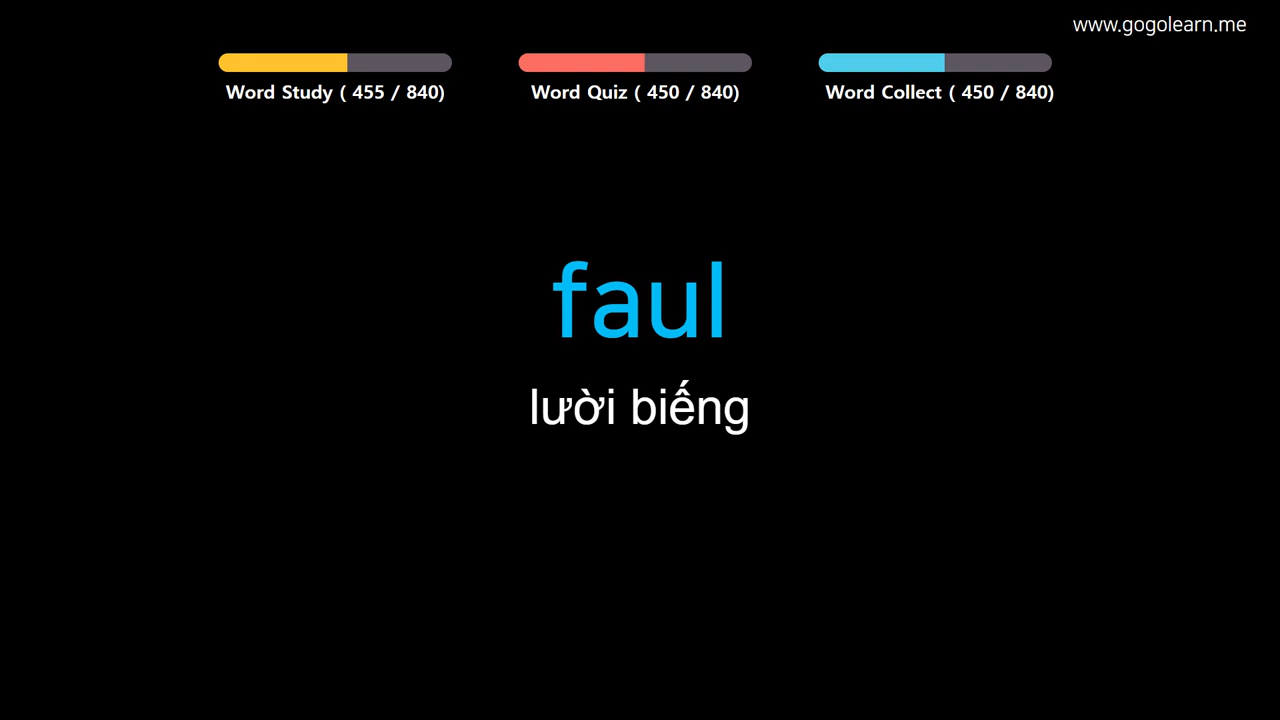 www.gogolearn.me
Word Study ( 455 / 840)
Word Quiz ( 450 / 840)
Word Collect ( 450 / 840)
faul
lười biếng